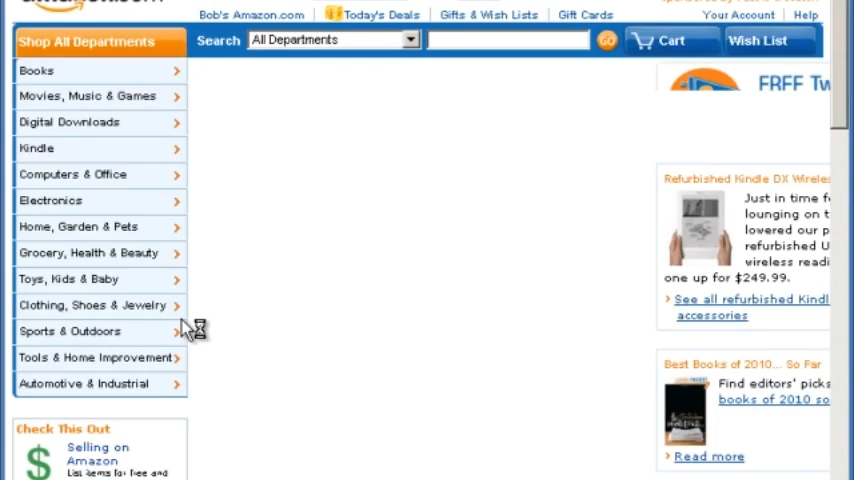 Bob's Amazon.com
Today's Deals
Gifts & Wish Lists
Gift Cards
Your Account
Help
Shop All Departments
Search
All Departments
GO
Cart
Wish List
Books
Movies, Music & Games
Digital Downloads
Kindle
Computers & Office
Electronics
Home, Garden & Pets
Grocery, Health & Beauty
Toys, Kids & Baby
Clothing, Shoes & Jewelry
Sports & Outdoors
Tools & Home Improvement
Automotive & Industrial
Check This Out
Selling on
Amazon
List items for free and
FREE Tw
Refurbished Kindle DX Wireles
Just in time f
lounging on t
lowered our p
refurbished U
wireless readi
one up for $249.99.
See all refurbished Kindl
accessories
Best Books of 2010... So Far
Find editors' picks
books of 2010 so
Read more